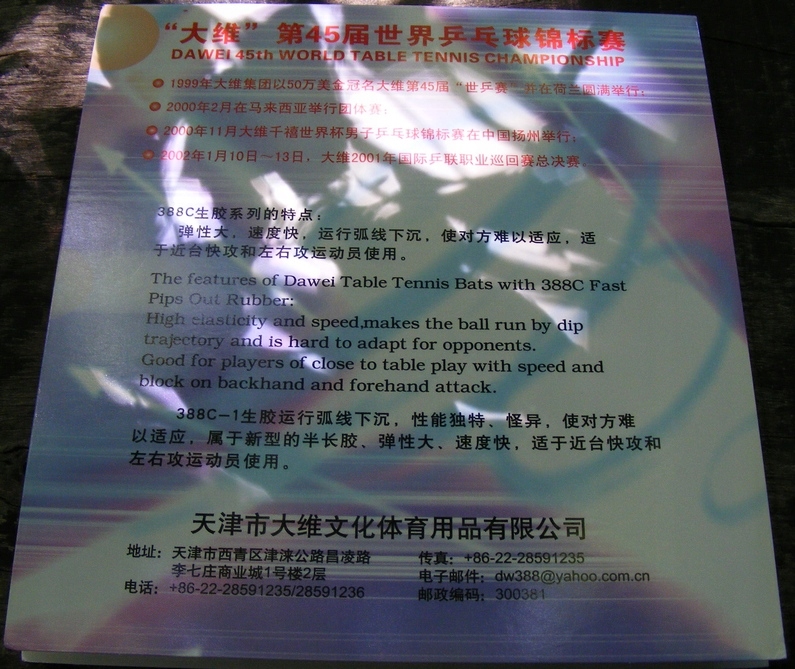 “大维” 第45届世界乒乓球锦标赛
DAWEI 45th WORLD TABLE TENNIS CHAMPIONSHIP
1999年大维集团以50万美金冠名大维第45届“世乒赛”并在荷兰圆满举行;
2000年2月在马来西亚举行团体赛;
2000年11月大维千禧世界杯男子乒乓球锦标赛在中国扬州举行;
2002年1月10日~13日，大维2001年国际乒联职业巡回赛总决赛
388C生胶系列的特点:
弹性大，速度快，运行弧线下沉，使对方难以适应，适
于近台快攻和左右攻运动员使用。
The features of Dawei Table Tennis Bats with 388C Fast
Pips Out Rubber:
High elasticity and speed,makes the ball run by dip
trajectory and is hard to adapt for opponents.
Good for players of close to table play with speed and
block on backhand and forehand attack.
388C-1生胶运行弧线下沉，性能独特、怪异，使对方难
以适应，属于新型的半长胶、弹性大、速度快，适于近台快攻和
左右攻运动员使用。
天津市大维文化体育用品有限公司
地址: 天津市西青区津涞公路昌凌路
李七庄商业城1号楼2层
电话: +86-22-28591235/28591236
传真: +86-22-28591235
电子邮件: dw388@yahoo.com.cn
邮政编码: 300381